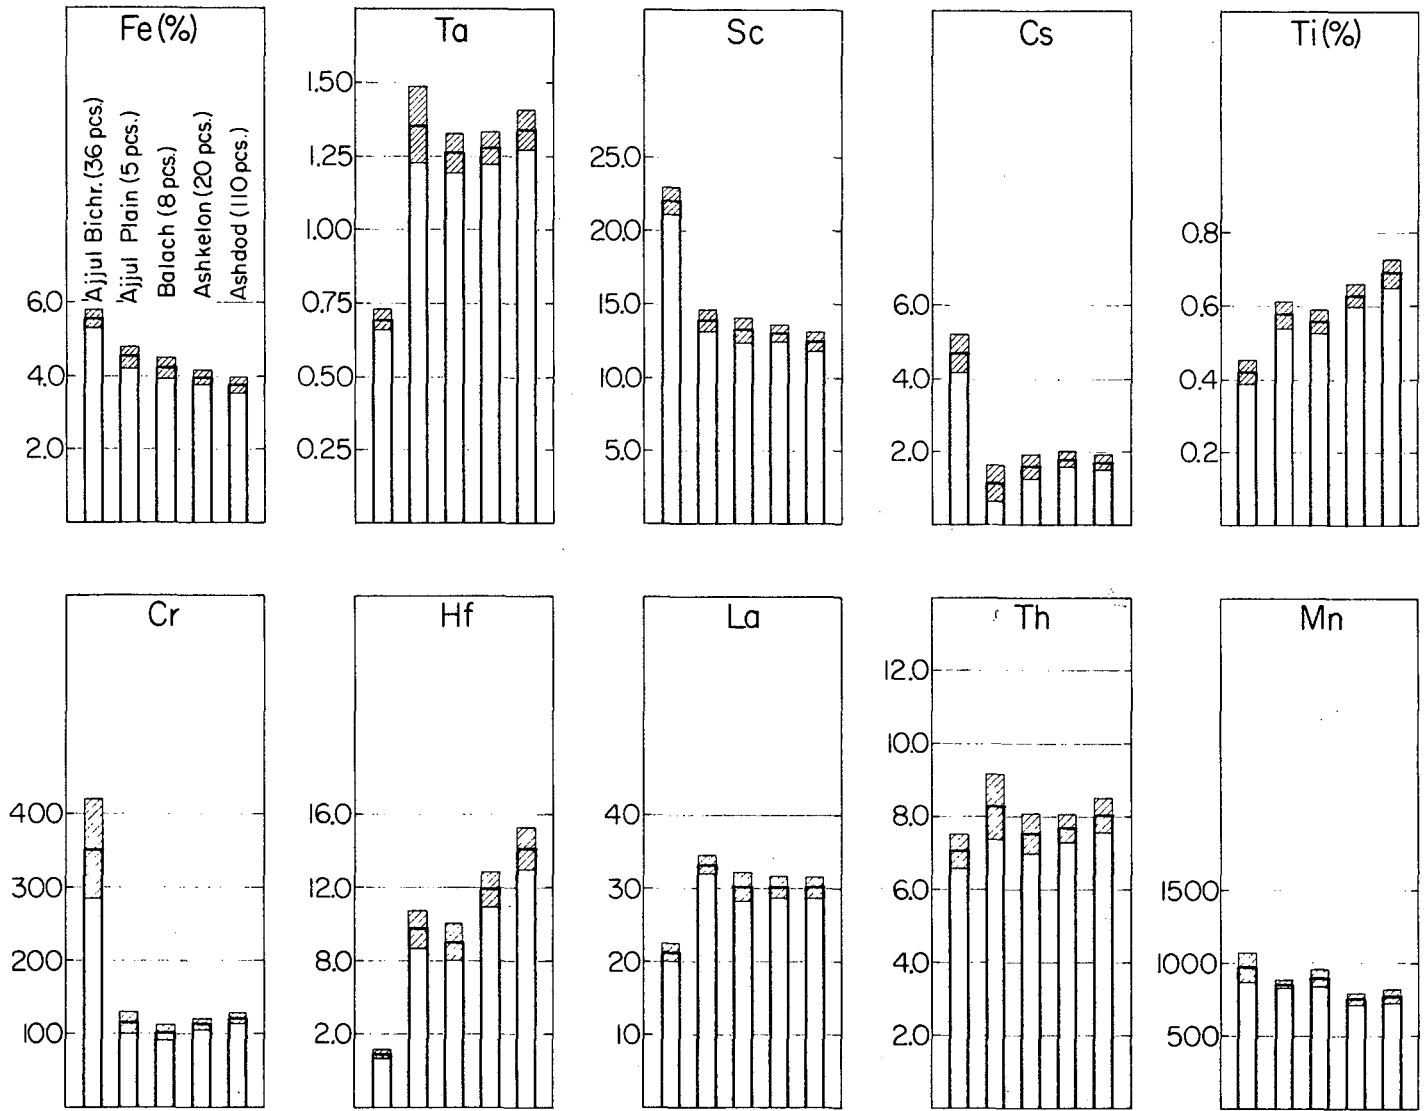 Fe (%)
Ta
Sc
Cs
Ti (%)
'Ajjul Bichr. (36 pcs.)
'Ajjul Plain (5 pcs.)
Balach (8 pcs.)
Ashkelon (20 pcs.)
Ashdod (110 pcs.)
6.0
4.0
2.0
1.50
1.25
1.00
0.75
0.50
0.25
25.0
20.0
15.0
10.0
5.0
6.0
4.0
2.0
0.8
0.6
0.4
0.2
Cr
Hf
La
Th
Mn
400
300
200
100
16.0
12.0
8.0
2.0
40
30
20
10
12.0
10.0
8.0
6.0
4.0
2.0
1500
1000
500